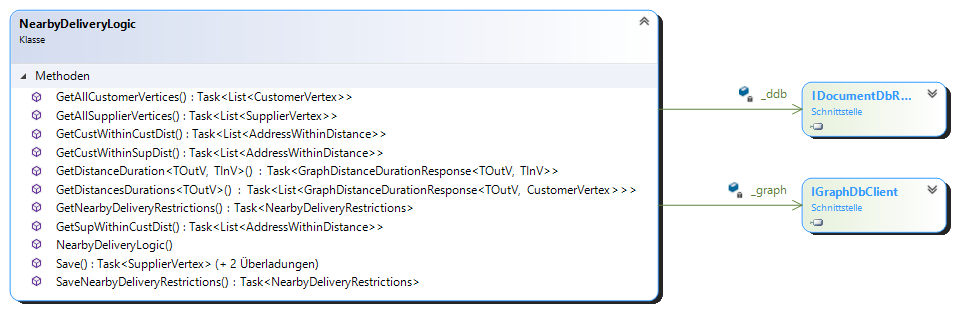 NearbyDeliveryLogic
Klasse
Methoden
GetAllCustomerVertices() : Task<List<CustomerVertex>>
GetAllSupplierVertices() : Task<List<SupplierVertex>>
GetCustWithinCustDist() : Task<List<AddressWithinDistance>>
GetCustWithinSupDist() : Task<List<AddressWithinDistance>>
GetDistanceDuration<TOutV, TInV>() : Task<GraphDistanceDurationResponse<TOutV, TInV>>
GetDistancesDurations<TOutV>() : Task<List<GraphDistanceDurationResponse<TOutV, CustomerVertex>>>
GetNearbyDeliveryRestrictions() : Task<NearbyDeliveryRestrictions>
GetSupWithinCustDist() : Task<List<AddressWithinDistance>>
NearbyDeliveryLogic()
Save() : Task<SupplierVertex> (+ 2 Überladungen)
SaveNearbyDeliveryRestrictions() : Task<NearbyDeliveryRestrictions>
_ddb
IDocumentDbR...
Schnittstelle
_graph
IGraphDbClient
Schnittstelle